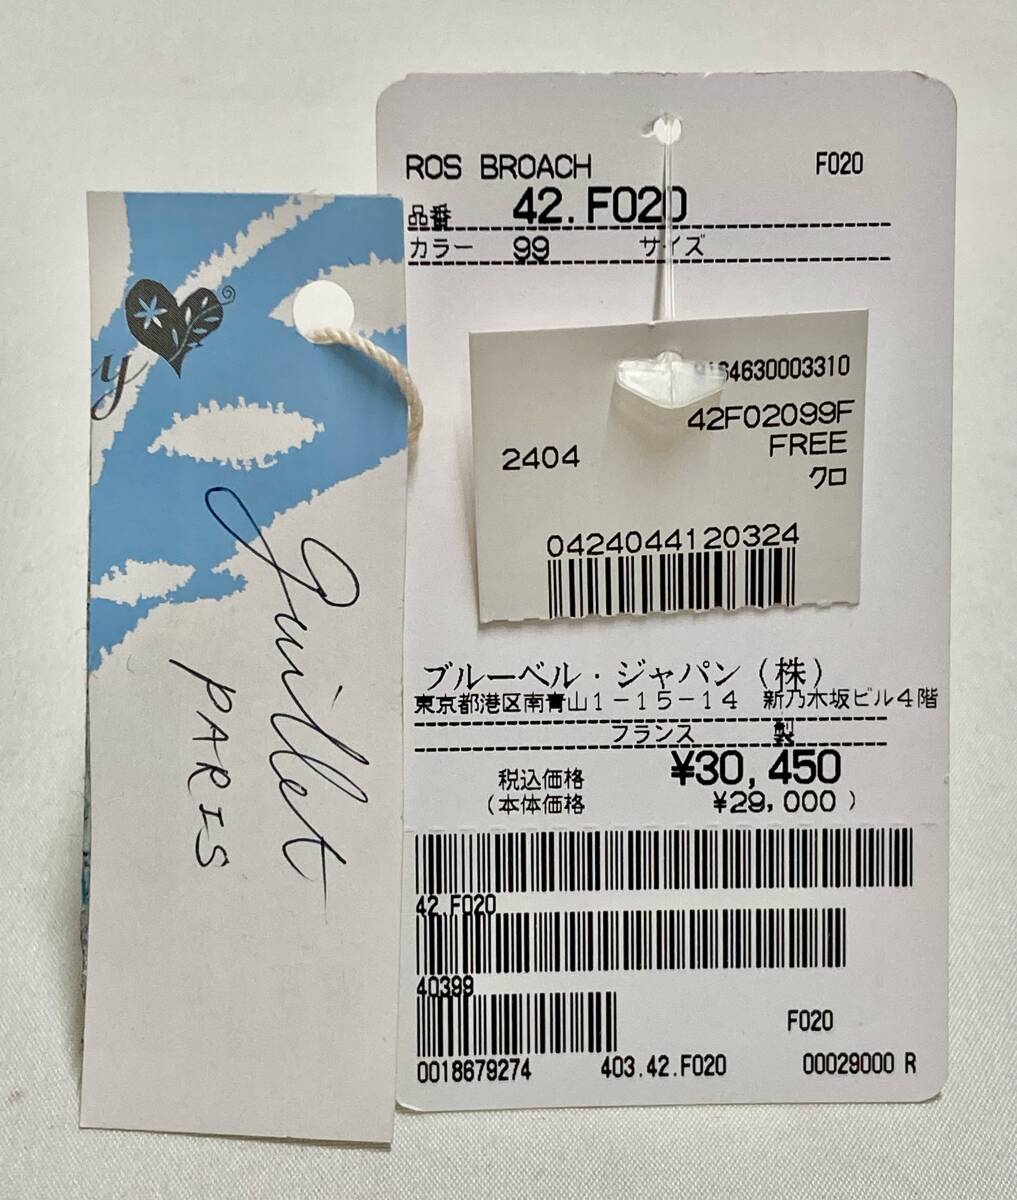 y
guillet
PARIS
ROS BROACH F020
品番 42.F020
カラー 99 サイズ
4630003310
42F02099F
FREE
2404
クロ
0424044120324
ブルーベル・ジャパン(株)
東京都港区南青山1-15-14 新乃木坂ビル4階
フランス 製
税込価格 ¥30,450
(本体価格 ¥29,000)
42.F020
40399
F020
0018679274 403.42.F020 00029000 R